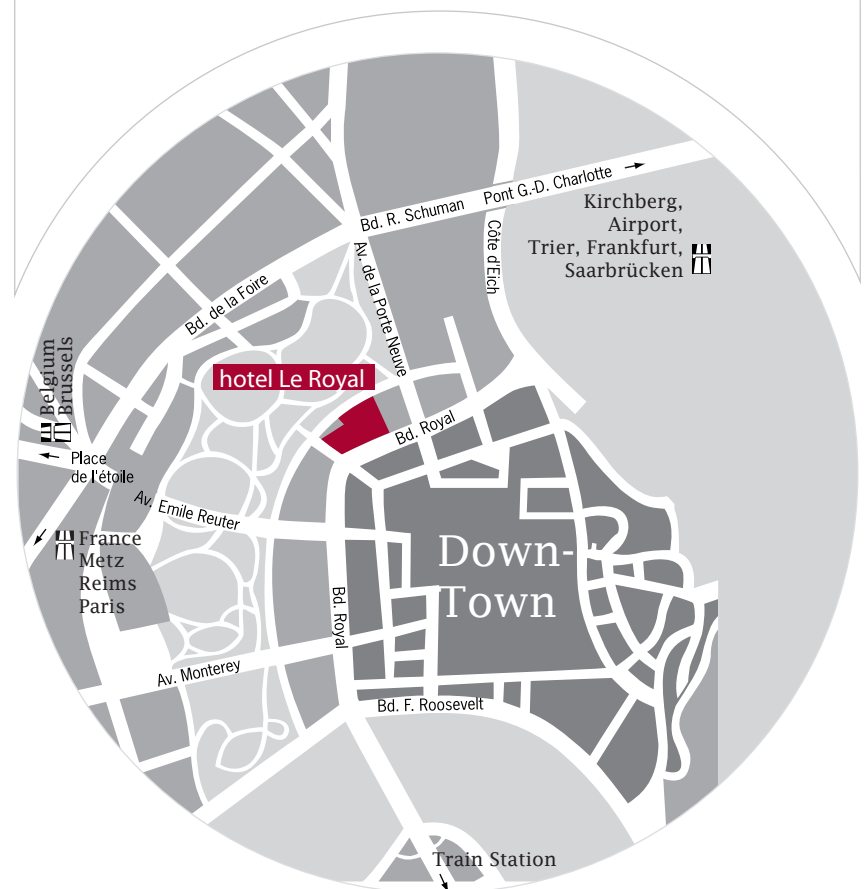 Bd. R. Schuman
Pont G.-D. Charlotte
Kirchberg,
Airport,
Trier, Frankfurt,
Saarbrücken
Côte d'Eich
Av. de la Porte Neuve
Bd. de la Foire
hotel Le Royal
Belgium
Brussels
Bd. Royal
Place
de l'étoile
Av. Emile Reuter
France
Metz
Reims
Paris
Down-
Town
Bd. Royal
Av. Monterey
Bd. F. Roosevelt
Train Station